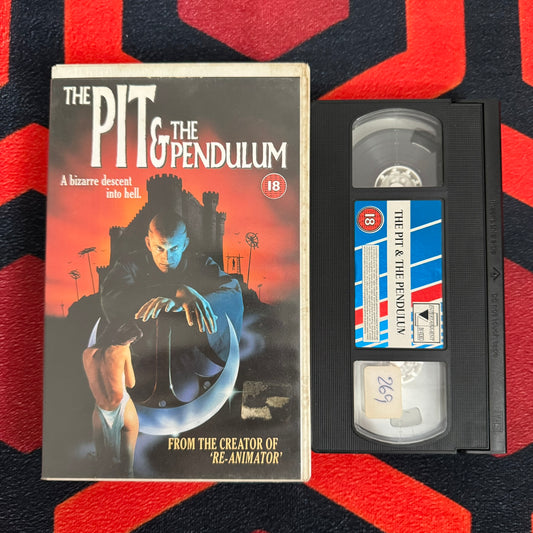 THE
PIT
& THE
PENDULUM
A bizarre descent
into hell.
18
FROM THE CREATOR OF
'RE-ANIMATOR'
18
THE PIT & THE PENDULUM
269